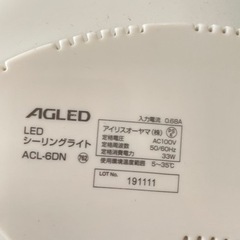 AGLED
LED
シーリングライト
ACL-6DN
入力電流 0.68A
アイリスオーヤマ(株)
定格電圧 AC100V
定格周波数 50/60Hz
定格消費電力 33W
使用環境温度範囲 5~35℃
LOT No.
191111